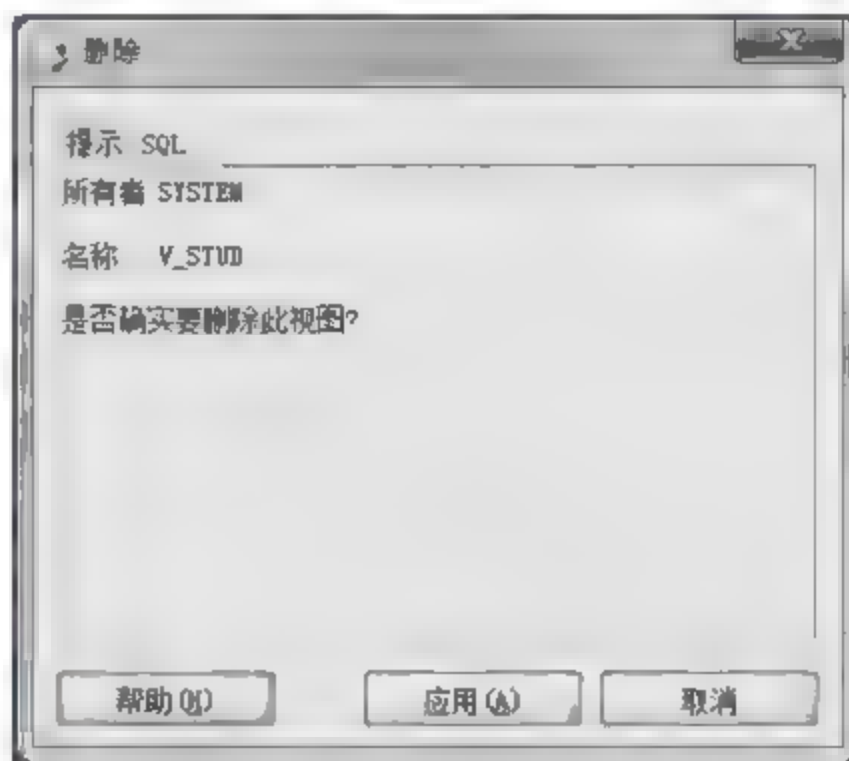 删除
提示 SQL
所有者 SYSTEM
名称 V_STUD
是否确实要删除此视图?
帮助(H) 应用(A) 取消